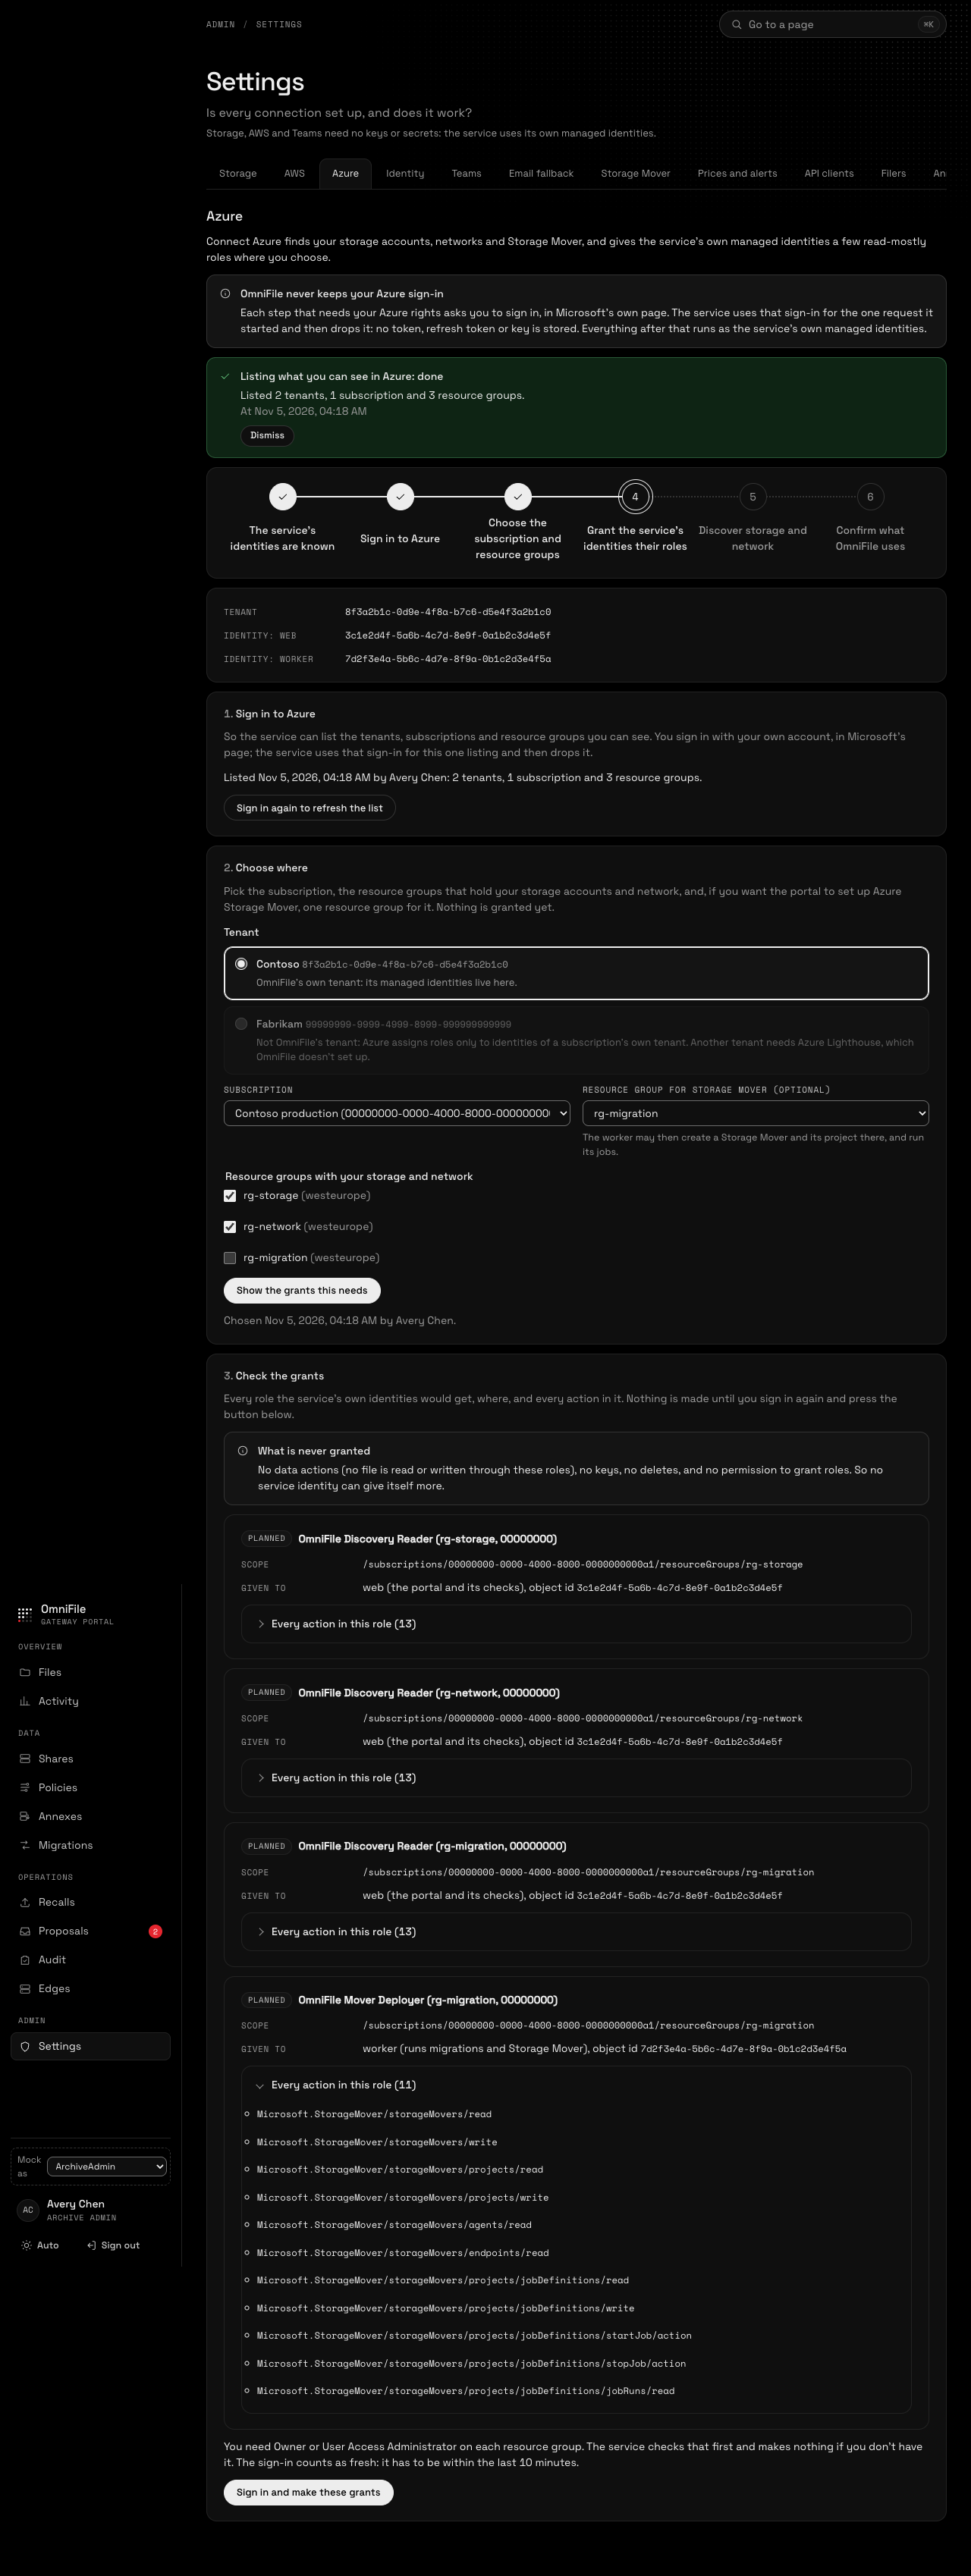 ADMIN / SETTINGS
Go to a page
⌘K
Settings
Is every connection set up, and does it work?
Storage, AWS and Teams need no keys or secrets: the service uses its own managed identities.
Storage AWS Azure Identity Teams Email fallback Storage Mover Prices and alerts API clients Filers An
Azure
Connect Azure finds your storage accounts, networks and Storage Mover, and gives the service's own managed identities a few read-mostly
roles where you choose.
OmniFile never keeps your Azure sign-in
Each step that needs your Azure rights asks you to sign in, in Microsoft's own page. The service uses that sign-in for the one request it
started and then drops it: no token, refresh token or key is stored. Everything after that runs as the service's own managed identities.
Listing what you can see in Azure: done
Listed 2 tenants, 1 subscription and 3 resource groups.
At Nov 5, 2026, 04:18 AM
Dismiss
4
5
6
The service's
identities are known
Sign in to Azure
Choose the
subscription and
resource groups
Grant the service's
identities their roles
Discover storage and
network
Confirm what
OmniFile uses
TENANT 8f3a2b1c-0d9e-4f8a-b7c6-d5e4f3a2b1c0
IDENTITY: WEB 3c1e2d4f-5a6b-4c7d-8e9f-0a1b2c3d4e5f
IDENTITY: WORKER 7d2f3e4a-5b6c-4d7e-8f9a-0b1c2d3e4f5a
1. Sign in to Azure
So the service can list the tenants, subscriptions and resource groups you can see. You sign in with your own account, in Microsoft's
page; the service uses that sign-in for this one listing and then drops it.
Listed Nov 5, 2026, 04:18 AM by Avery Chen: 2 tenants, 1 subscription and 3 resource groups.
Sign in again to refresh the list
2. Choose where
Pick the subscription, the resource groups that hold your storage accounts and network, and, if you want the portal to set up Azure
Storage Mover, one resource group for it. Nothing is granted yet.
Tenant
Contoso 8f3a2b1c-0d9e-4f8a-b7c6-d5e4f3a2b1c0
OmniFile's own tenant: its managed identities live here.
Fabrikam 99999999-9999-4999-8999-999999999999
Not OmniFile's tenant: Azure assigns roles only to identities of a subscription's own tenant. Another tenant needs Azure Lighthouse, which
OmniFile doesn't set up.
SUBSCRIPTION
Contoso production (00000000-0000-4000-8000-00000000
RESOURCE GROUP FOR STORAGE MOVER (OPTIONAL)
rg-migration
The worker may then create a Storage Mover and its project there, and run
its jobs.
Resource groups with your storage and network
rg-storage (westeurope)
rg-network (westeurope)
rg-migration (westeurope)
Show the grants this needs
Chosen Nov 5, 2026, 04:18 AM by Avery Chen.
3. Check the grants
Every role the service's own identities would get, where, and every action in it. Nothing is made until you sign in again and press the
button below.
What is never granted
No data actions (no file is read or written through these roles), no keys, no deletes, and no permission to grant roles. So no
service identity can give itself more.
PLANNED OmniFile Discovery Reader (rg-storage, 00000000)
SCOPE /subscriptions/00000000-0000-4000-8000-0000000000a1/resourceGroups/rg-storage
GIVEN TO web (the portal and its checks), object id 3c1e2d4f-5a6b-4c7d-8e9f-0a1b2c3d4e5f
Every action in this role (13)
PLANNED OmniFile Discovery Reader (rg-network, 00000000)
SCOPE /subscriptions/00000000-0000-4000-8000-0000000000a1/resourceGroups/rg-network
GIVEN TO web (the portal and its checks), object id 3c1e2d4f-5a6b-4c7d-8e9f-0a1b2c3d4e5f
Every action in this role (13)
PLANNED OmniFile Discovery Reader (rg-migration, 00000000)
SCOPE /subscriptions/00000000-0000-4000-8000-0000000000a1/resourceGroups/rg-migration
GIVEN TO web (the portal and its checks), object id 3c1e2d4f-5a6b-4c7d-8e9f-0a1b2c3d4e5f
Every action in this role (13)
PLANNED OmniFile Mover Deployer (rg-migration, 00000000)
SCOPE /subscriptions/00000000-0000-4000-8000-0000000000a1/resourceGroups/rg-migration
GIVEN TO worker (runs migrations and Storage Mover), object id 7d2f3e4a-5b6c-4d7e-8f9a-0b1c2d3e4f5a
Every action in this role (11)
Microsoft.StorageMover/storageMovers/read
Microsoft.StorageMover/storageMovers/write
Microsoft.StorageMover/storageMovers/projects/read
Microsoft.StorageMover/storageMovers/projects/write
Microsoft.StorageMover/storageMovers/agents/read
Microsoft.StorageMover/storageMovers/endpoints/read
Microsoft.StorageMover/storageMovers/projects/jobDefinitions/read
Microsoft.StorageMover/storageMovers/projects/jobDefinitions/write
Microsoft.StorageMover/storageMovers/projects/jobDefinitions/startJob/action
Microsoft.StorageMover/storageMovers/projects/jobDefinitions/stopJob/action
Microsoft.StorageMover/storageMovers/projects/jobDefinitions/jobRuns/read
You need Owner or User Access Administrator on each resource group. The service checks that first and makes nothing if you don't have
it. The sign-in counts as fresh: it has to be within the last 10 minutes.
Sign in and make these grants
OmniFile
GATEWAY PORTAL
OVERVIEW
Files
Activity
DATA
Shares
Policies
Annexes
Migrations
OPERATIONS
Recalls
Proposals 2
Audit
Edges
ADMIN
Settings
Mock
as
ArchiveAdmin
AC
Avery Chen
ARCHIVE ADMIN
Auto
Sign out